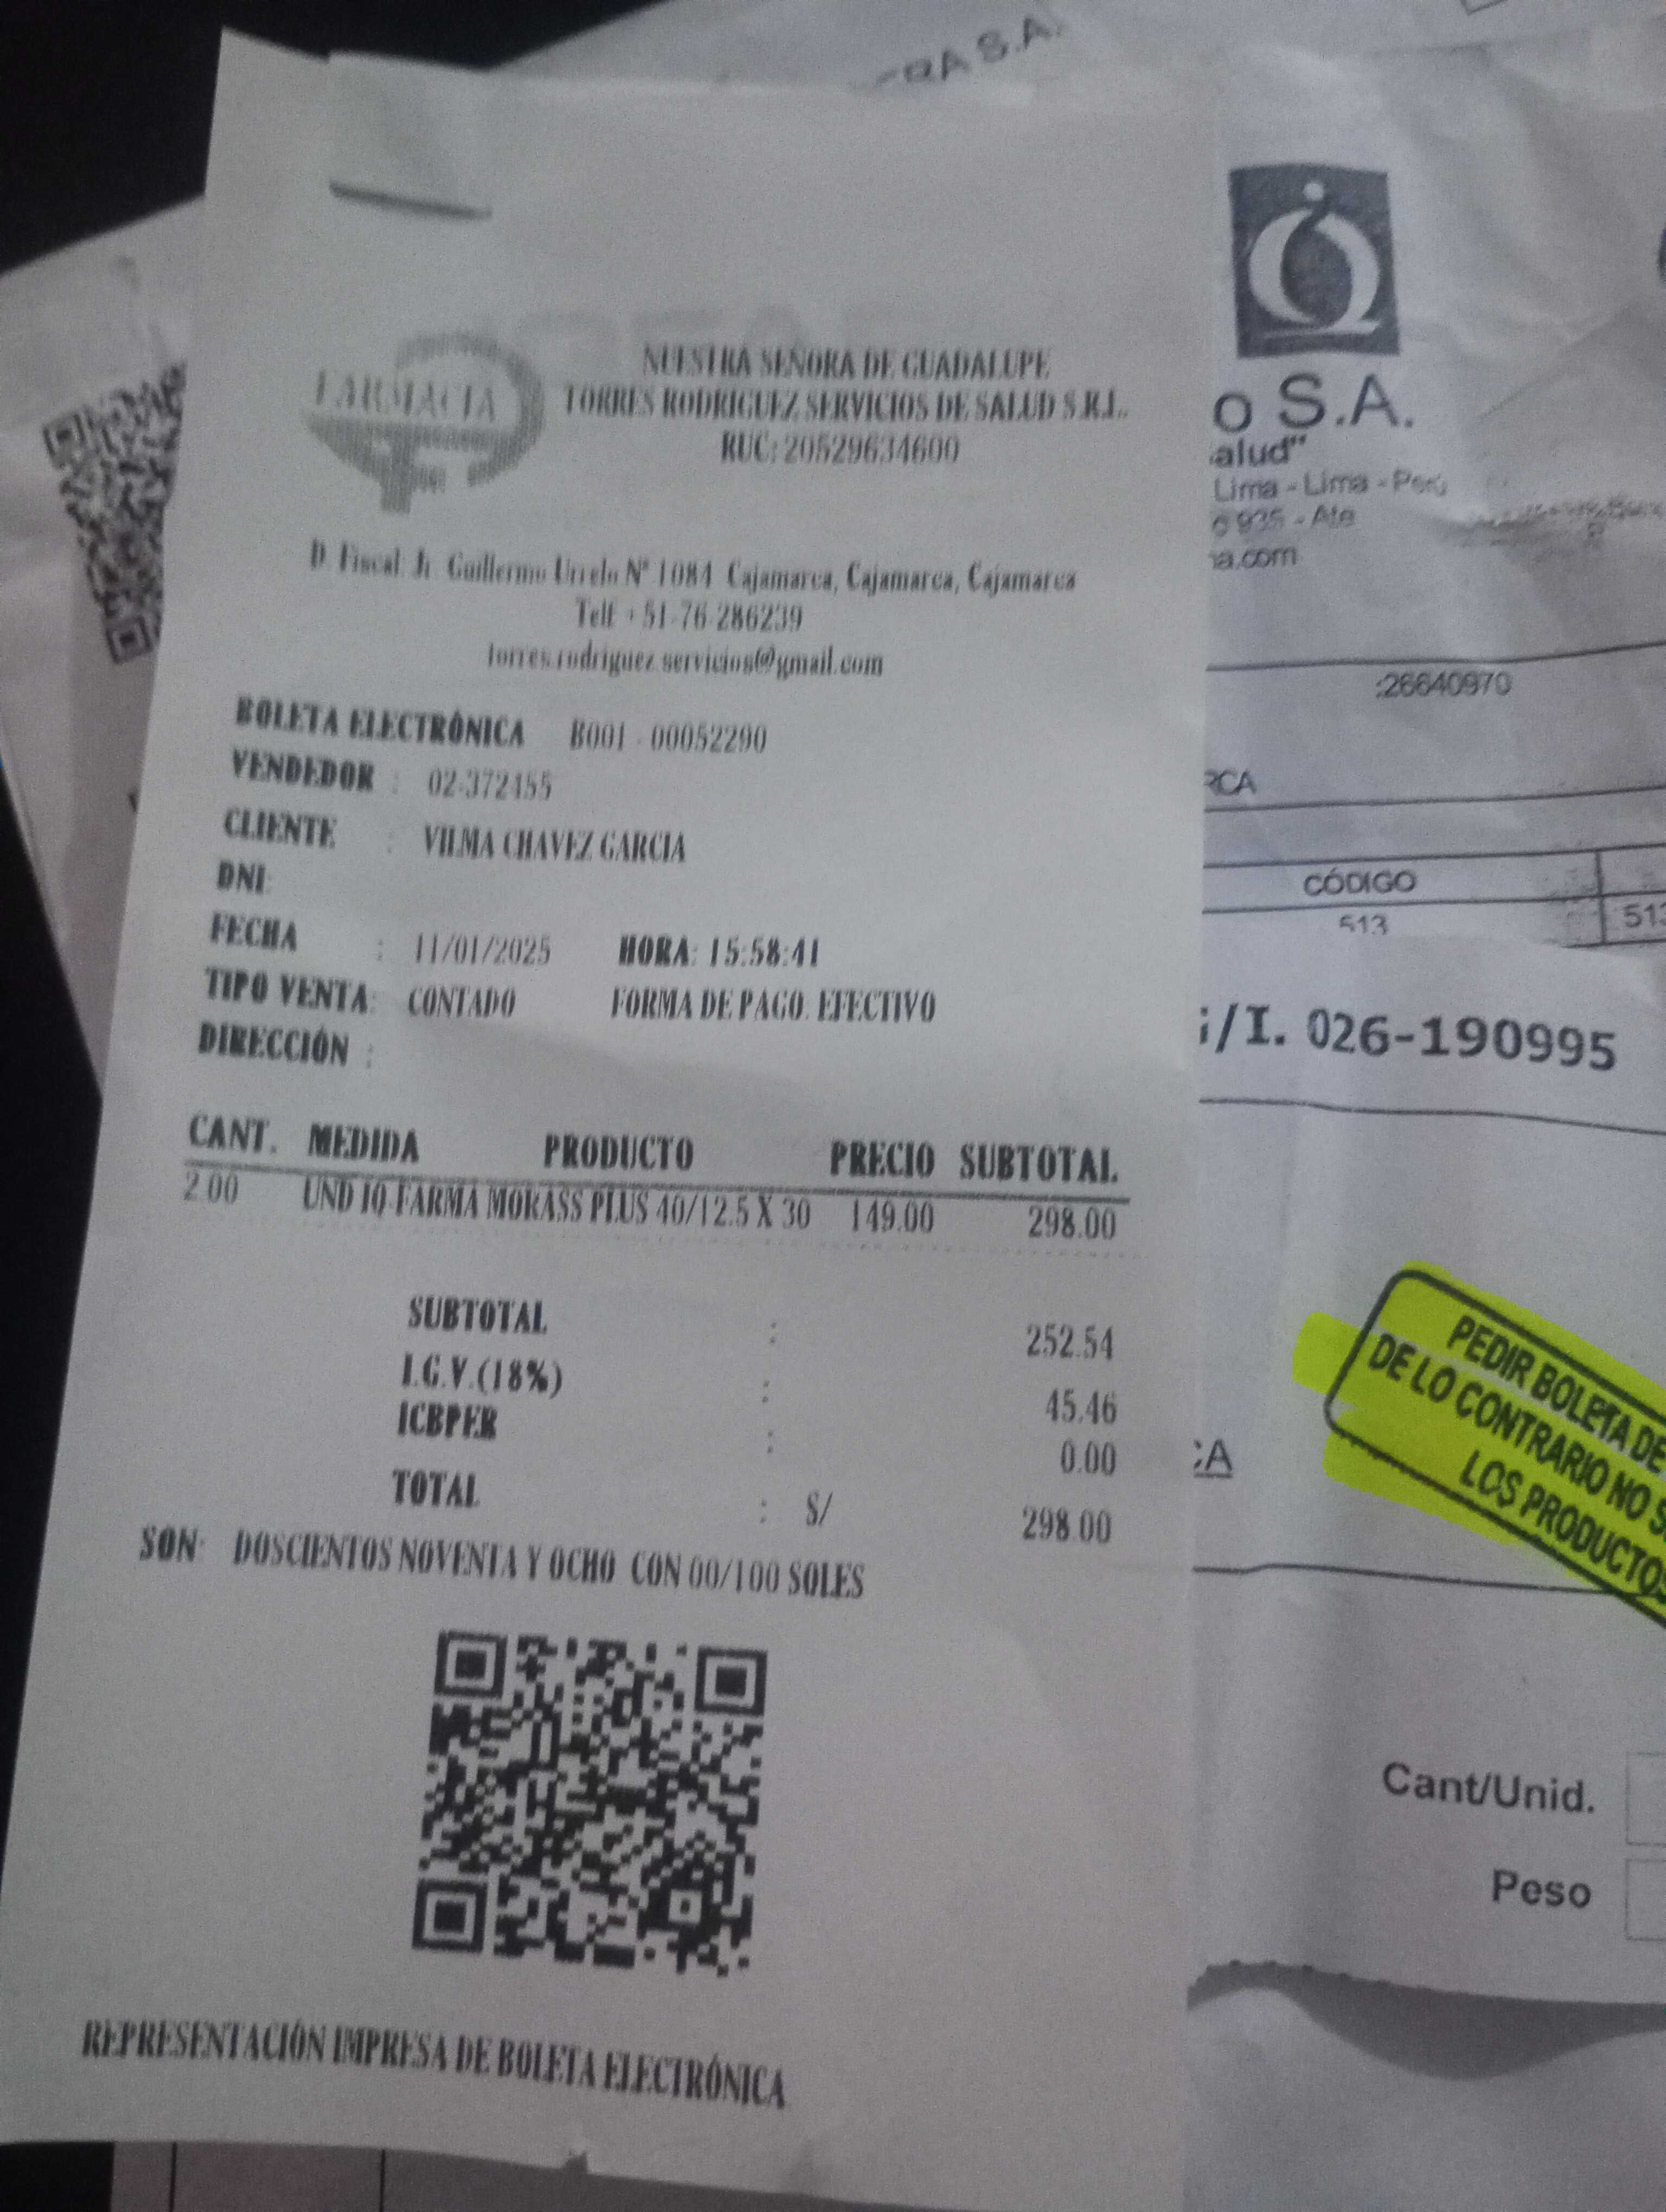 RA S.A.
FARMACIA
NUESTRA SEÑORA DE GUADALUPE
TORRES RODRIGUEZ SERVICIOS DE SALUD S.R.L.
RUC: 20529634600
D. Fiscal: Jr. Guillermo Urrelo N° 1084 Cajamarca, Cajamarca, Cajamarca
Telf: +51-76-286239
torres.rodriguez.servicios@gmail.com
BOLETA ELECTRÓNICA B001 - 00052290
VENDEDOR : 02-372455
CLIENTE : VILMA CHAVEZ GARCIA
DNI:
FECHA : 11/01/2025 HORA: 15:58:41
TIPO VENTA: CONTADO FORMA DE PAGO: EFECTIVO
DIRECCIÓN :
CANT. MEDIDA PRODUCTO PRECIO SUBTOTAL
2.00 UND IQ-FARMA MORASS PLUS 40/12.5 X 30 149.00 298.00
SUBTOTAL : 252.54
I.G.V.(18%) : 45.46
ICBPER : 0.00
TOTAL : S/ 298.00
SON: DOSCIENTOS NOVENTA Y OCHO CON 00/100 SOLES
REPRESENTACIÓN IMPRESA DE BOLETA ELECTRÓNICA
o S.A.
alud"
Lima - Lima - Perú
935 - Ate
a.com
:26640970
RCA
CÓDIGO
513 513
/I. 026-190995
PEDIR BOLETA DE
DE LO CONTRARIO NO S
LOS PRODUCTOS
CA
Cant/Unid.
Peso